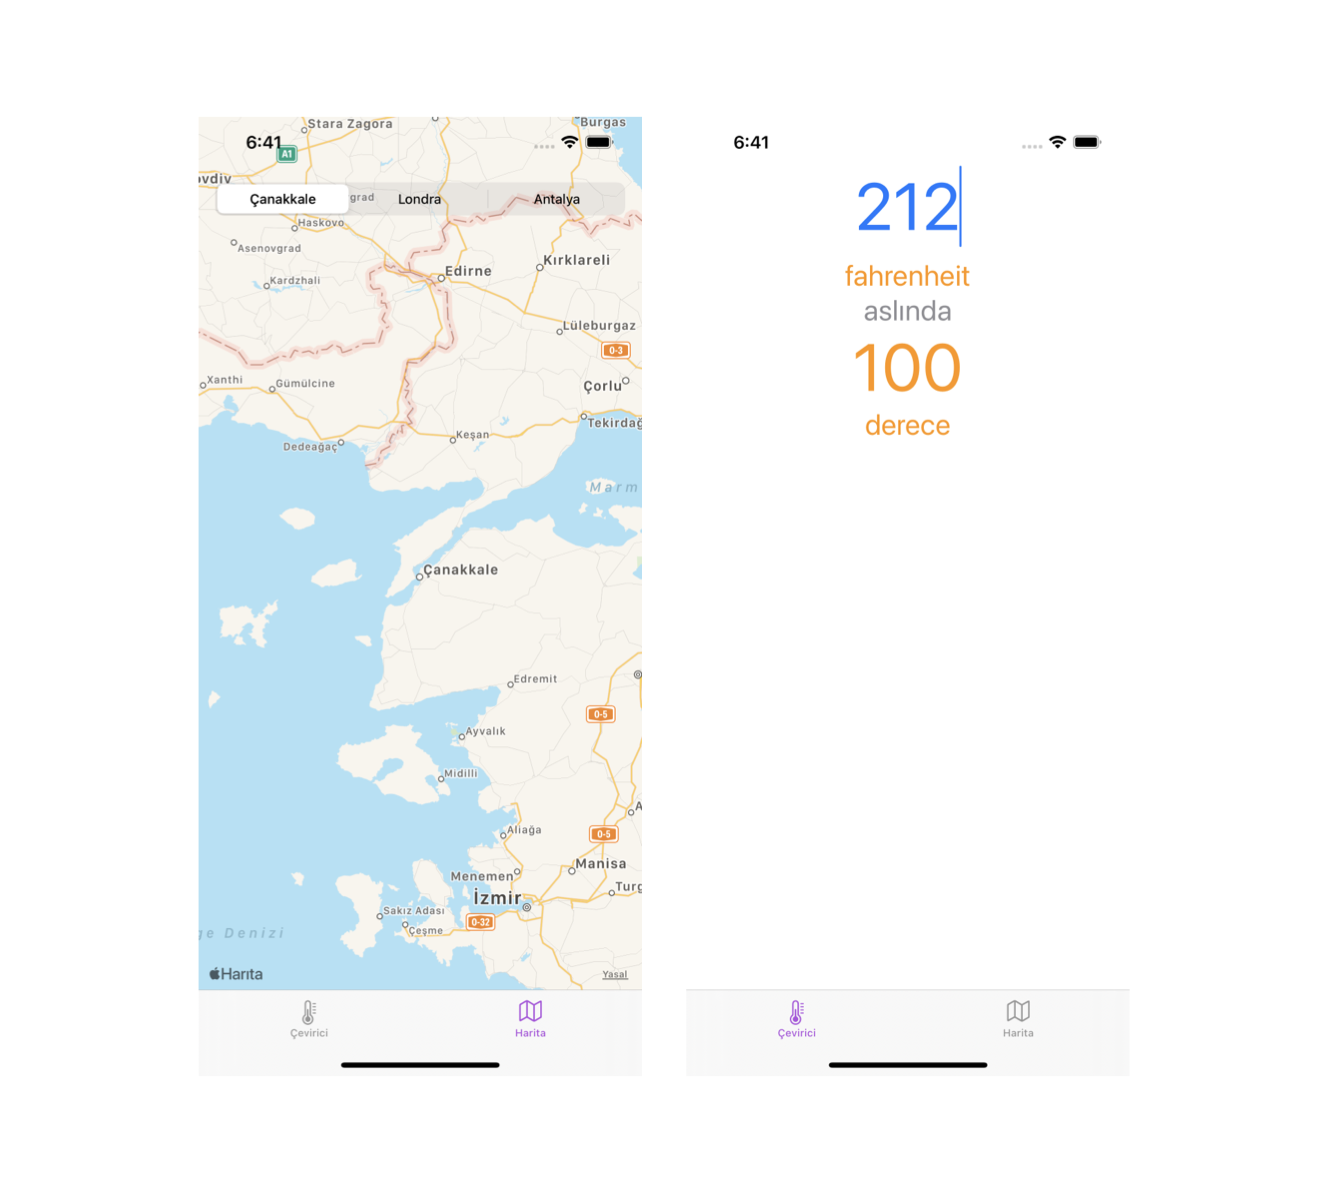 Stara Zagora
Burgas
6:41
A1
ovdiv
Çanakkale
grad
Londra
Antalya
Haskovo
Asenovgrad
Kardzhali
Edirne
Kırklareli
Lüleburgaz
O-3
Xanthi
Gümülcine
Çorlu
Tekirdağ
Dedeağaç
Keşan
Marm
Çanakkale
Edremit
O-5
Ayvalık
Midilli
A
Aliağa
O-5
Manisa
Menemen
Turg
İzmir
Sakız Adası
O-32
Çeşme
ge Denizi
Harita
Yasal
Çevirici
Harita
6:41
212
fahrenheit
aslında
100
derece
Çevirici
Harita